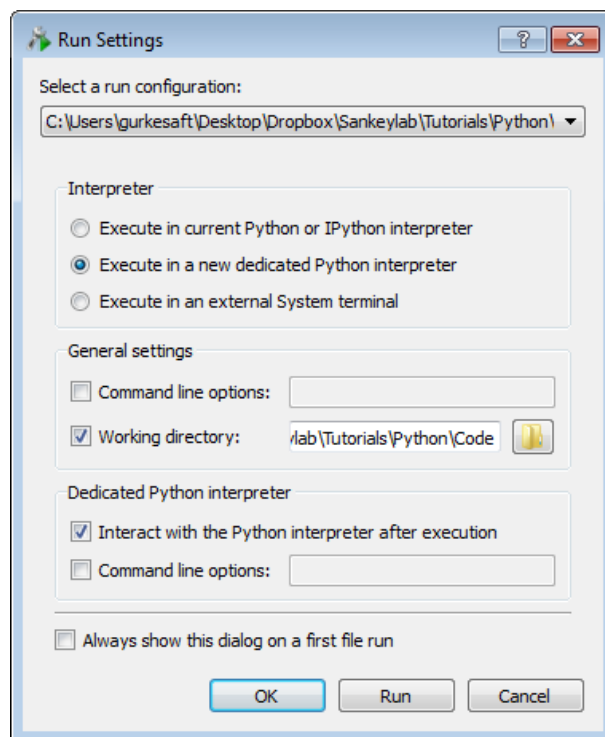 Run Settings
Select a run configuration:
C:\Users\gurkesaft\Desktop\Dropbox\Sankeylab\Tutorials\Python\
Interpreter
Execute in current Python or IPython interpreter
Execute in a new dedicated Python interpreter
Execute in an external System terminal
General settings
Command line options:
Working directory: ylab\Tutorials\Python\Code
Dedicated Python interpreter
Interact with the Python interpreter after execution
Command line options:
Always show this dialog on a first file run
OK Run Cancel